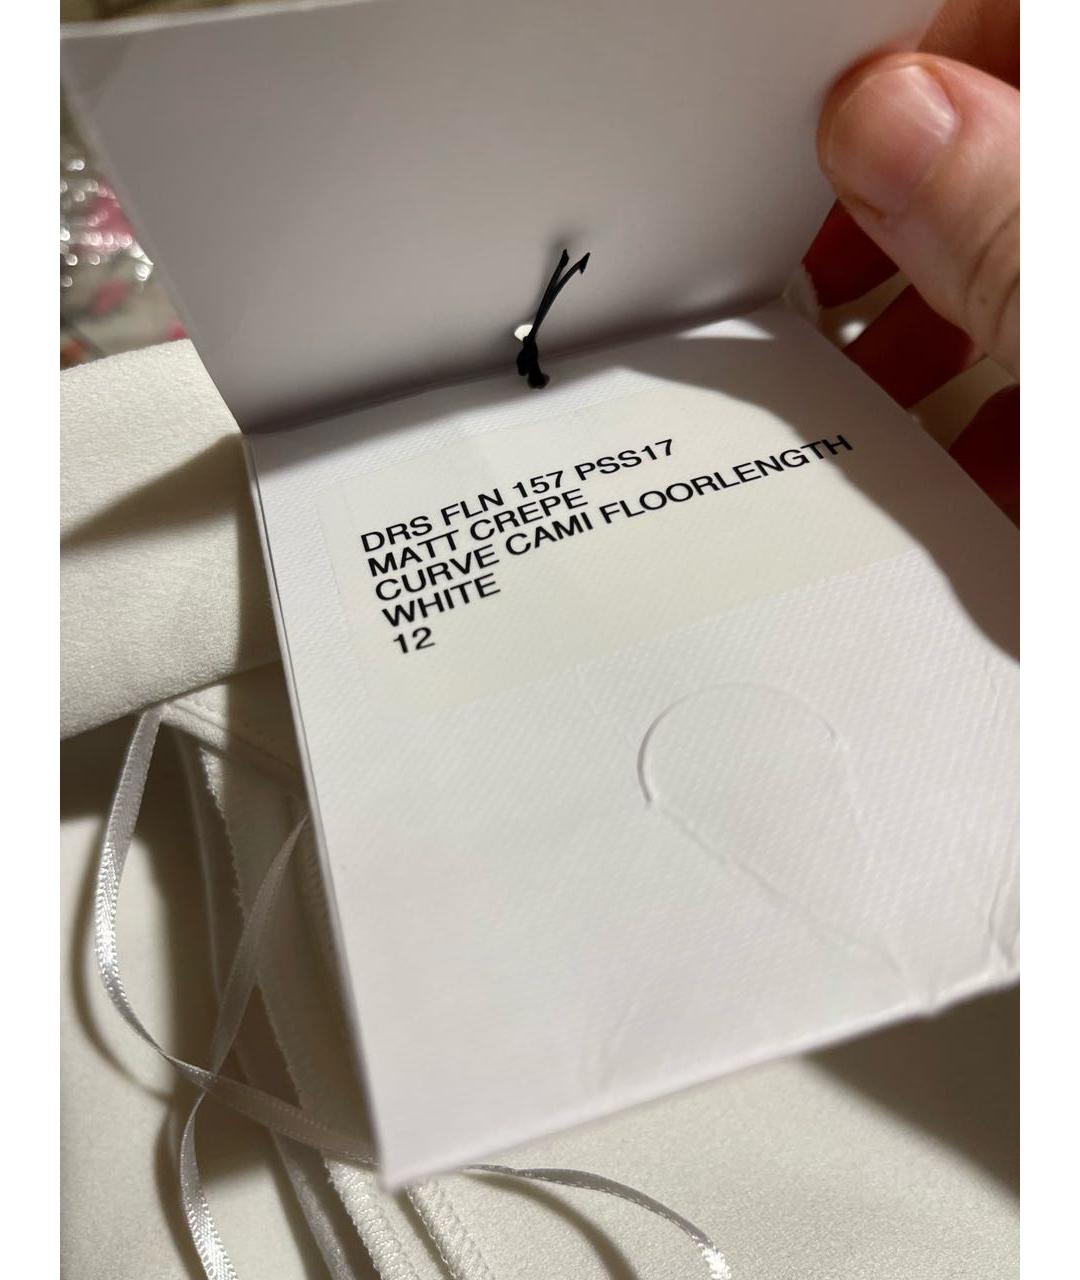 DRS FLN 157 PSS17
MATT CREPE
CURVE CAMI FLOORLENGTH
WHITE
12